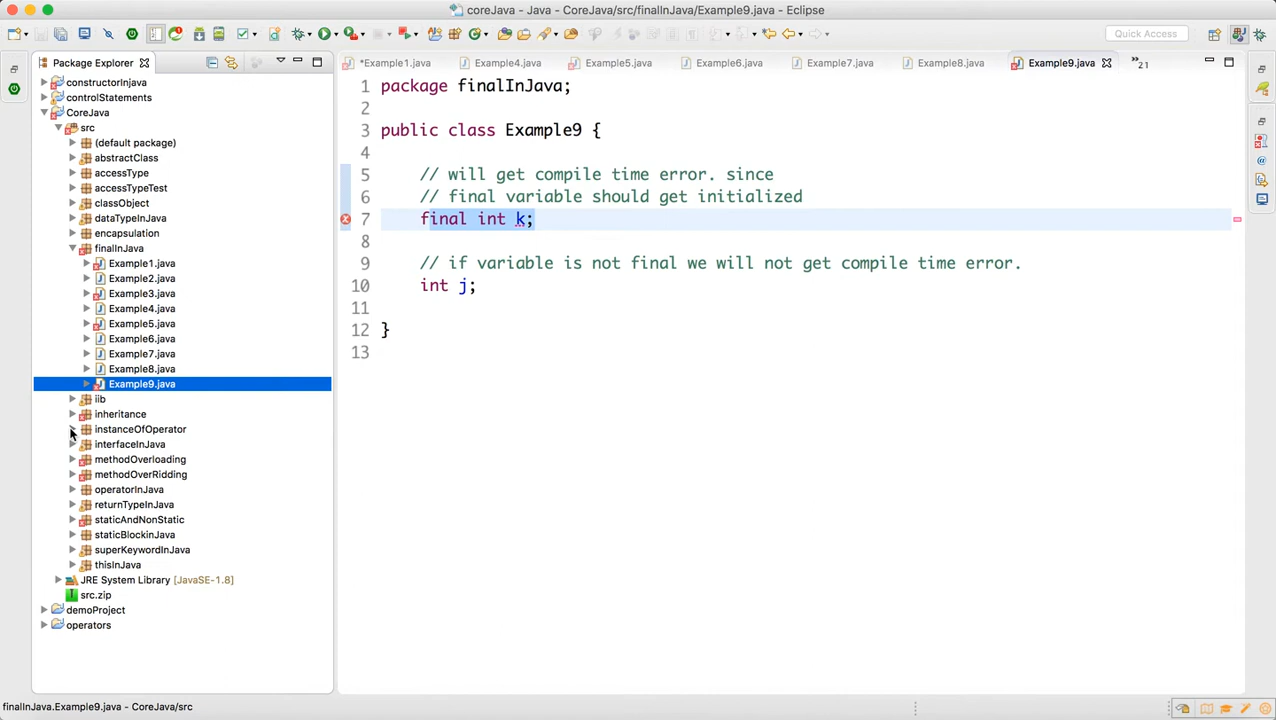 coreJava - Java - CoreJava/src/finalInJava/Example9.java - Eclipse
Quick Access
Package Explorer
*Example1.java
Example4.java
Example5.java
Example6.java
Example7.java
Example8.java
Example9.java
»21
constructorInjava
controlStatements
CoreJava
src
(default package)
abstractClass
accessType
accessTypeTest
classObject
dataTypeInJava
encapsulation
finalInJava
Example1.java
Example2.java
Example3.java
Example4.java
Example5.java
Example6.java
Example7.java
Example8.java
Example9.java
iib
inheritance
instanceOfOperator
interfaceInJava
methodOverloading
methodOverRidding
operatorInJava
returnTypeInJava
staticAndNonStatic
staticBlockinJava
superKeywordInJava
thisInJava
JRE System Library [JavaSE-1.8]
src.zip
demoProject
operators
1 package finalInJava;
2
3 public class Example9 {
4
5 // will get compile time error. since
6 // final variable should get initialized
7 final int k;
8
9 // if variable is not final we will not get compile time error.
10 int j;
11
12 }
13
finalInJava.Example9.java - CoreJava/src